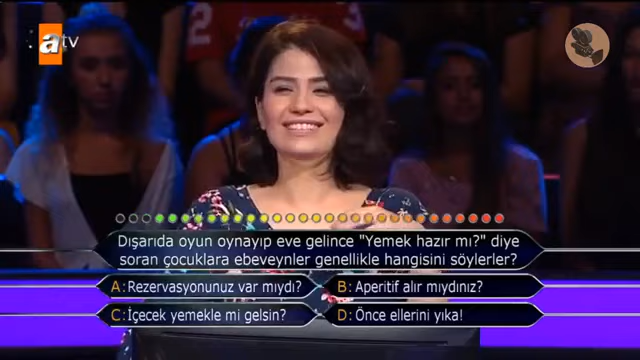 atv
Dışarıda oyun oynayıp eve gelince "Yemek hazır mı?" diye
soran çocuklara ebeveynler genellikle hangisini söylerler?
A: Rezervasyonunuz var mıydı?
B: Aperitif alır mıydınız?
C: İçecek yemekle mi gelsin?
D: Önce ellerini yıka!